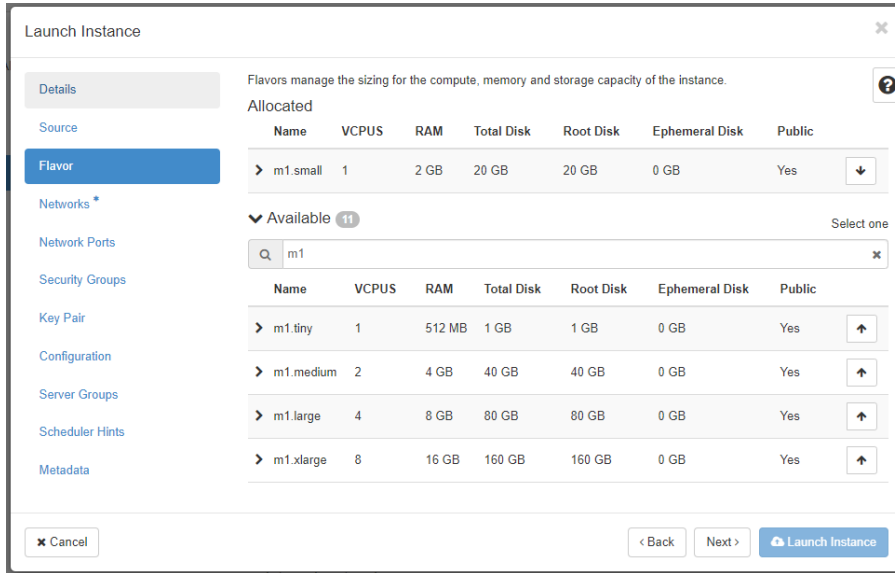 Launch Instance
Details
Source
Flavor
Networks *
Network Ports
Security Groups
Key Pair
Configuration
Server Groups
Scheduler Hints
Metadata
Flavors manage the sizing for the compute, memory and storage capacity of the instance.
Allocated
Name VCPUS RAM Total Disk Root Disk Ephemeral Disk Public
m1.small 1 2 GB 20 GB 20 GB 0 GB Yes
Available 11
Select one
m1
Name VCPUS RAM Total Disk Root Disk Ephemeral Disk Public
m1.tiny 1 512 MB 1 GB 1 GB 0 GB Yes
m1.medium 2 4 GB 40 GB 40 GB 0 GB Yes
m1.large 4 8 GB 80 GB 80 GB 0 GB Yes
m1.xlarge 8 16 GB 160 GB 160 GB 0 GB Yes
Cancel
< Back
Next >
Launch Instance